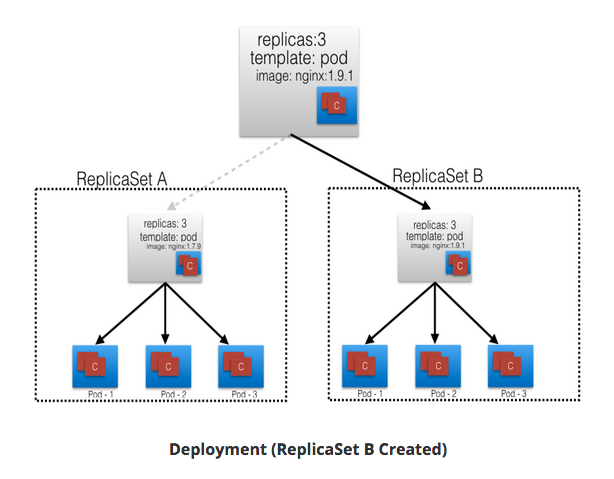 replicas:3
template: pod
image: nginx:1.9.1
C
ReplicaSet A
ReplicaSet B
replicas: 3
template: pod
image: nginx:1.7.9
C
replicas: 3
template: pod
image: nginx:1.9.1
C
C
C
C
C
C
C
Pod - 1
Pod - 2
Pod - 3
Pod - 1
Pod - 2
Pod - 3
Deployment (ReplicaSet B Created)